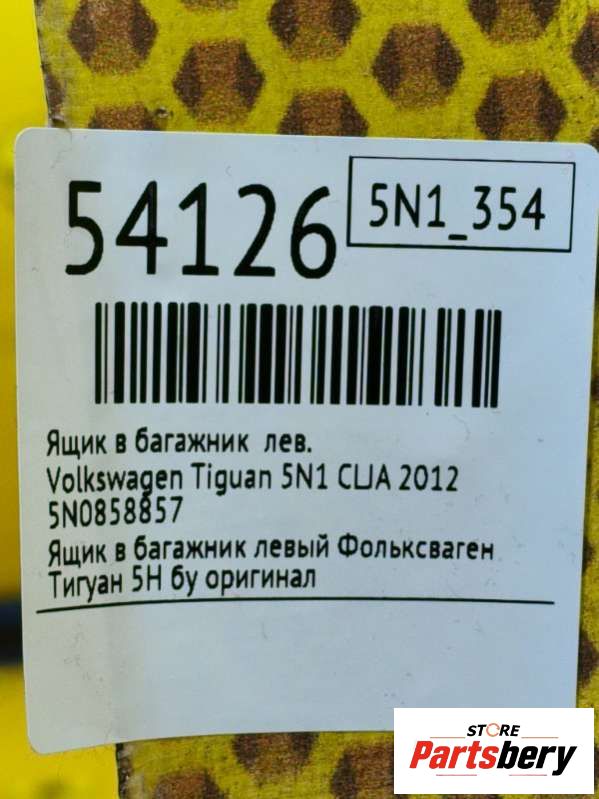 54126
5N1_354
Ящик в багажник лев.
Volkswagen Tiguan 5N1 CLJA 2012
5N0858857
Ящик в багажник левый Фольксваген
Тигуан 5Н бу оригинал
STORE
Partsbery